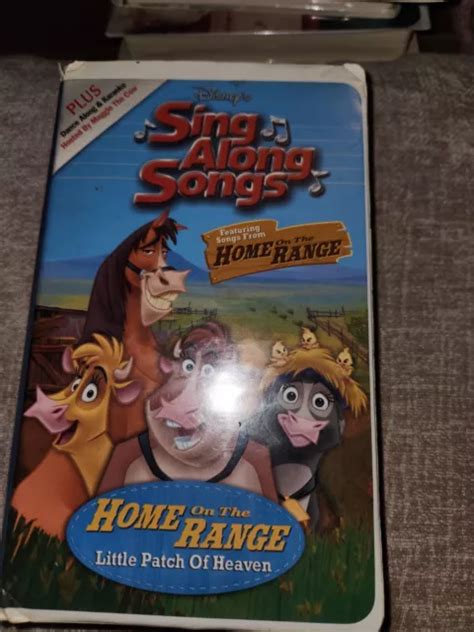 PLUS
Dance Along & Karaoke
Hosted By Maggie The Cow
Disney's
Sing
Along
Songs
Featuring
Songs From
HOME On The
RANGE
HOME On The
RANGE
Little Patch Of Heaven